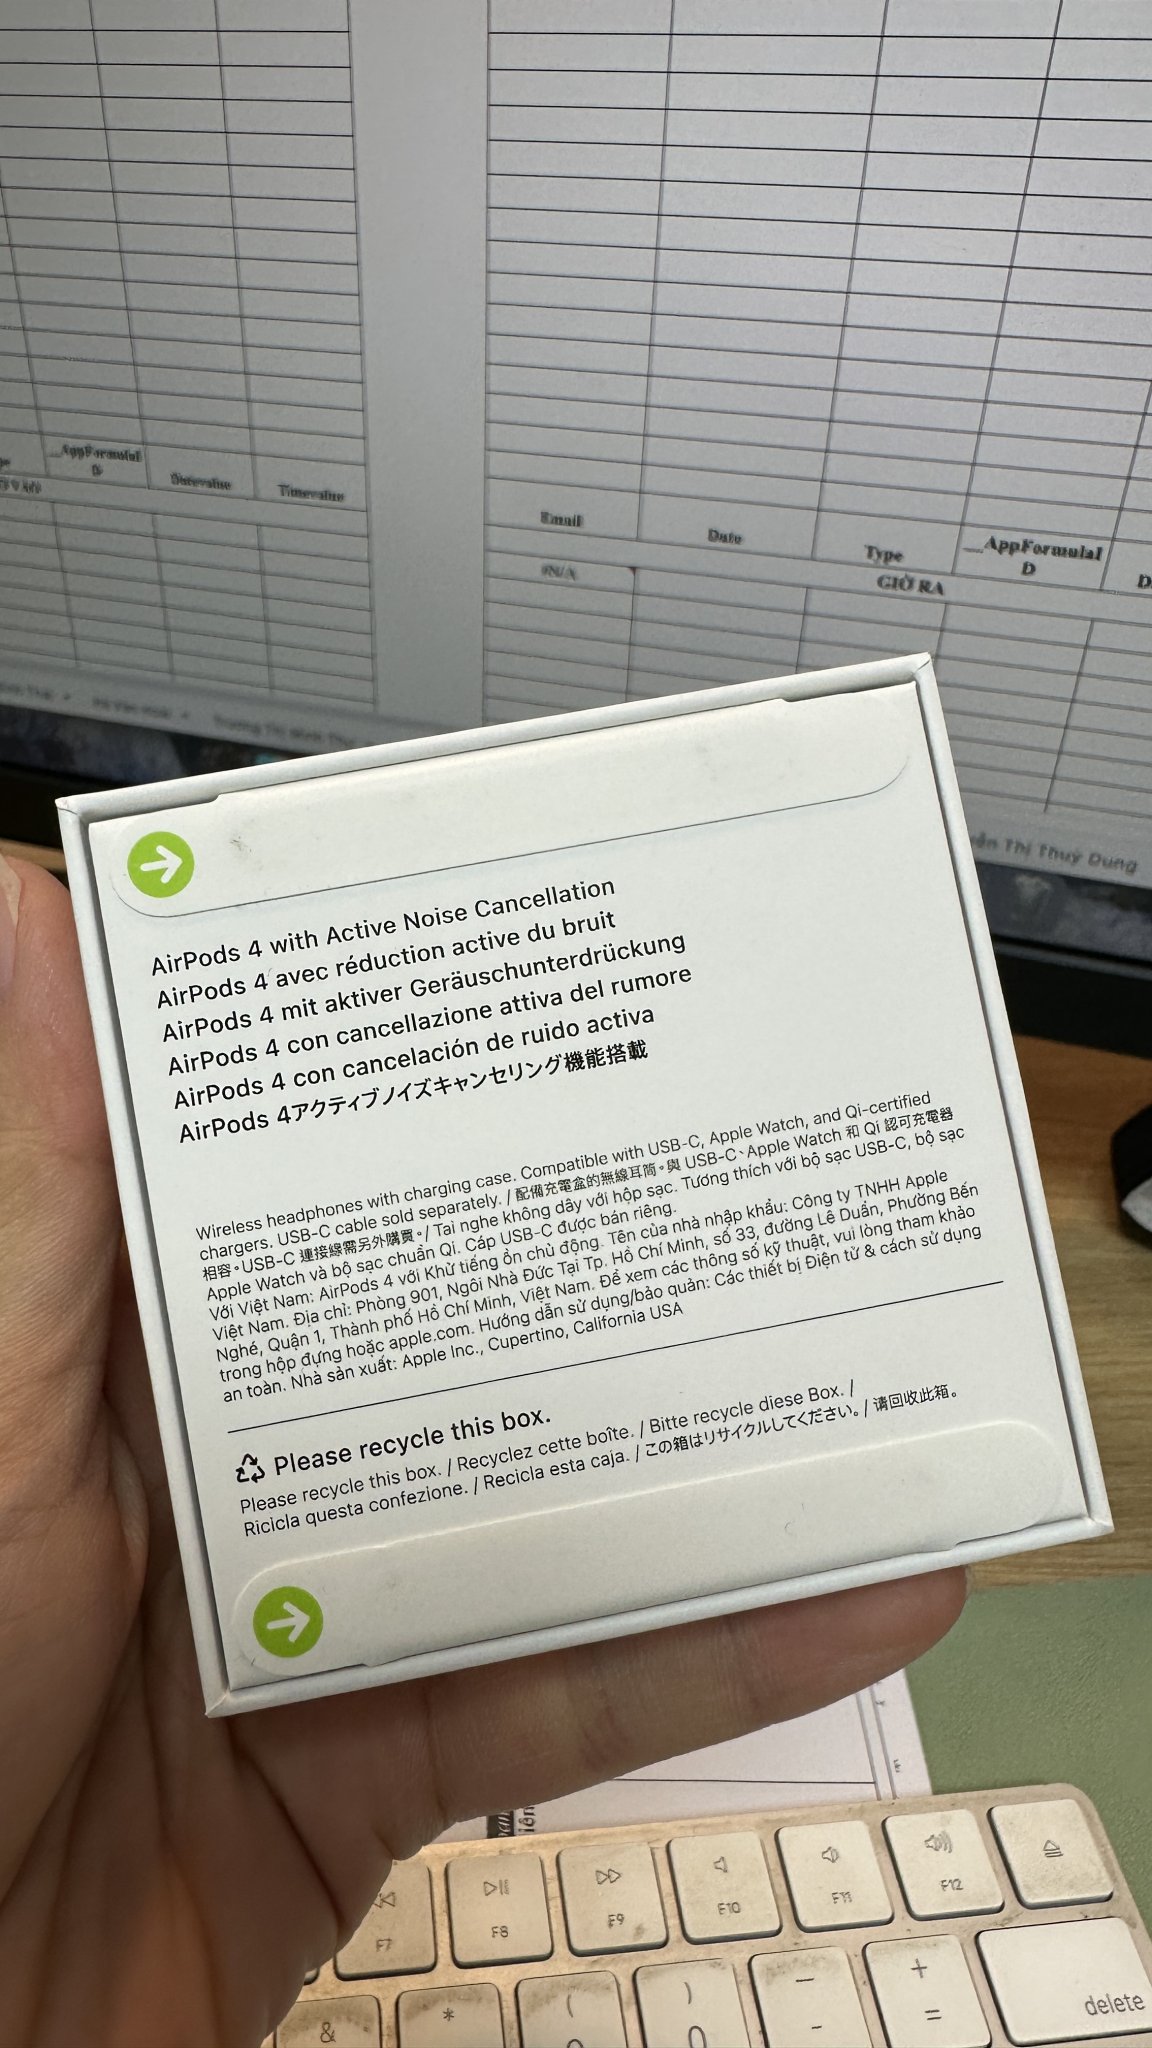 AppFormulaI
D
Datevalue
Timevalue
Email
Date
Type
__AppFormulaI
D
#N/A
GIỜ RA
Thị Thuỳ Dung
AirPods 4 with Active Noise Cancellation
AirPods 4 avec réduction active du bruit
AirPods 4 mit aktiver Geräuschunterdrückung
AirPods 4 con cancellazione attiva del rumore
AirPods 4 con cancelación de ruido activa
AirPods 4アクティブノイズキャンセリング機能搭載
Wireless headphones with charging case. Compatible with USB-C, Apple Watch, and Qi-certified
chargers. USB-C cable sold separately. / 配備充電盒的無線耳筒。與 USB-C、Apple Watch 和 Qi 認可充電器
相容。USB-C 連接線需另外購買。/ Tai nghe không dây với hộp sạc. Tương thích với bộ sạc USB-C, bộ sạc
Apple Watch và bộ sạc chuẩn Qi. Cáp USB-C được bán riêng.
Với Việt Nam: AirPods 4 với Khử tiếng ồn chủ động. Tên của nhà nhập khẩu: Công ty TNHH Apple
Việt Nam. Địa chỉ: Phòng 901, Ngôi Nhà Đức Tại Tp. Hồ Chí Minh, số 33, đường Lê Duẩn, Phường Bến
Nghé, Quận 1, Thành phố Hồ Chí Minh, Việt Nam. Để xem các thông số kỹ thuật, vui lòng tham khảo
trong hộp đựng hoặc apple.com. Hướng dẫn sử dụng/bảo quản: Các thiết bị Điện tử & cách sử dụng
an toàn. Nhà sản xuất: Apple Inc., Cupertino, California USA
Please recycle this box.
Please recycle this box. / Recyclez cette boîte. / Bitte recycle diese Box. /
Ricicla questa confezione. / Recicla esta caja. / この箱はリサイクルしてください。/ 请回收此箱。
F7
F8
F9
F10
F11
F12
&
*
(
)
0
-
+
=
delete